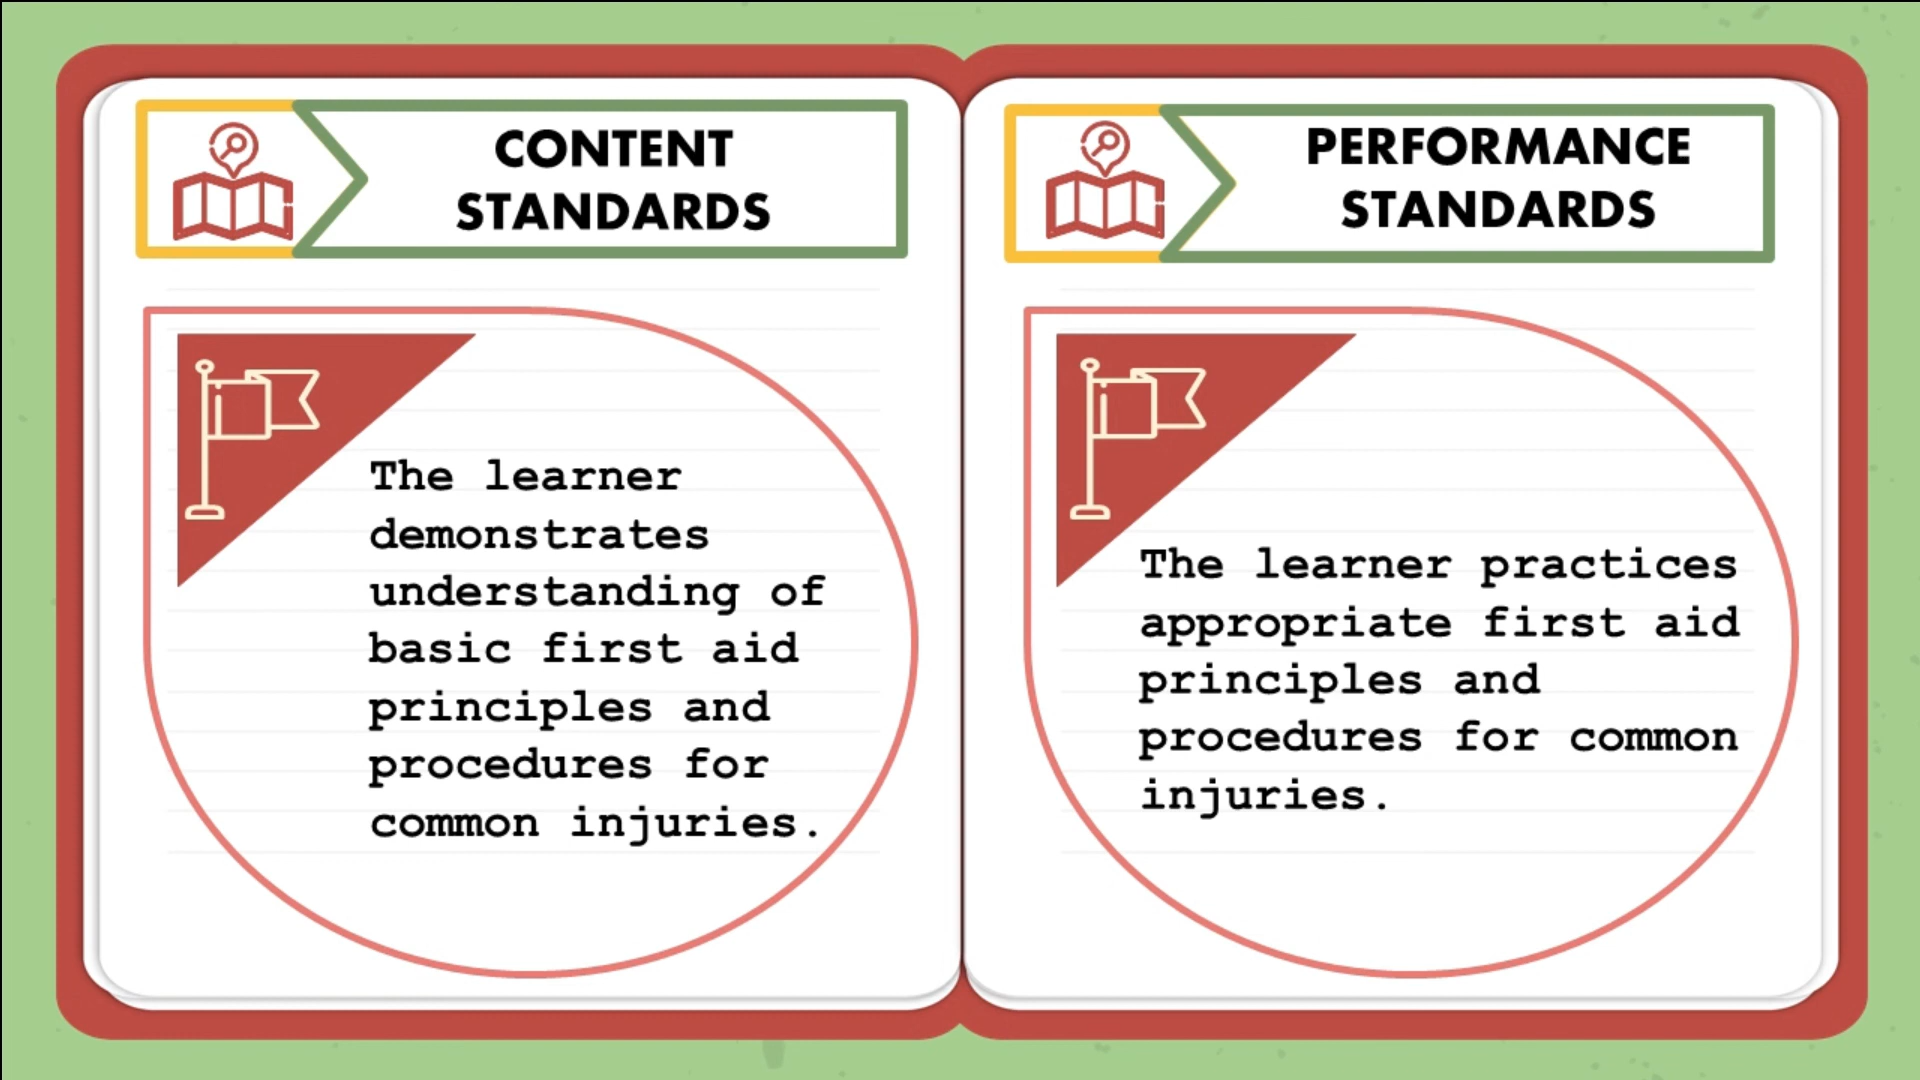 CONTENT
STANDARDS
The learner
demonstrates
understanding of
basic first aid
principles and
procedures for
common injuries.
PERFORMANCE
STANDARDS
The learner practices
appropriate first aid
principles and
procedures for common
injuries.